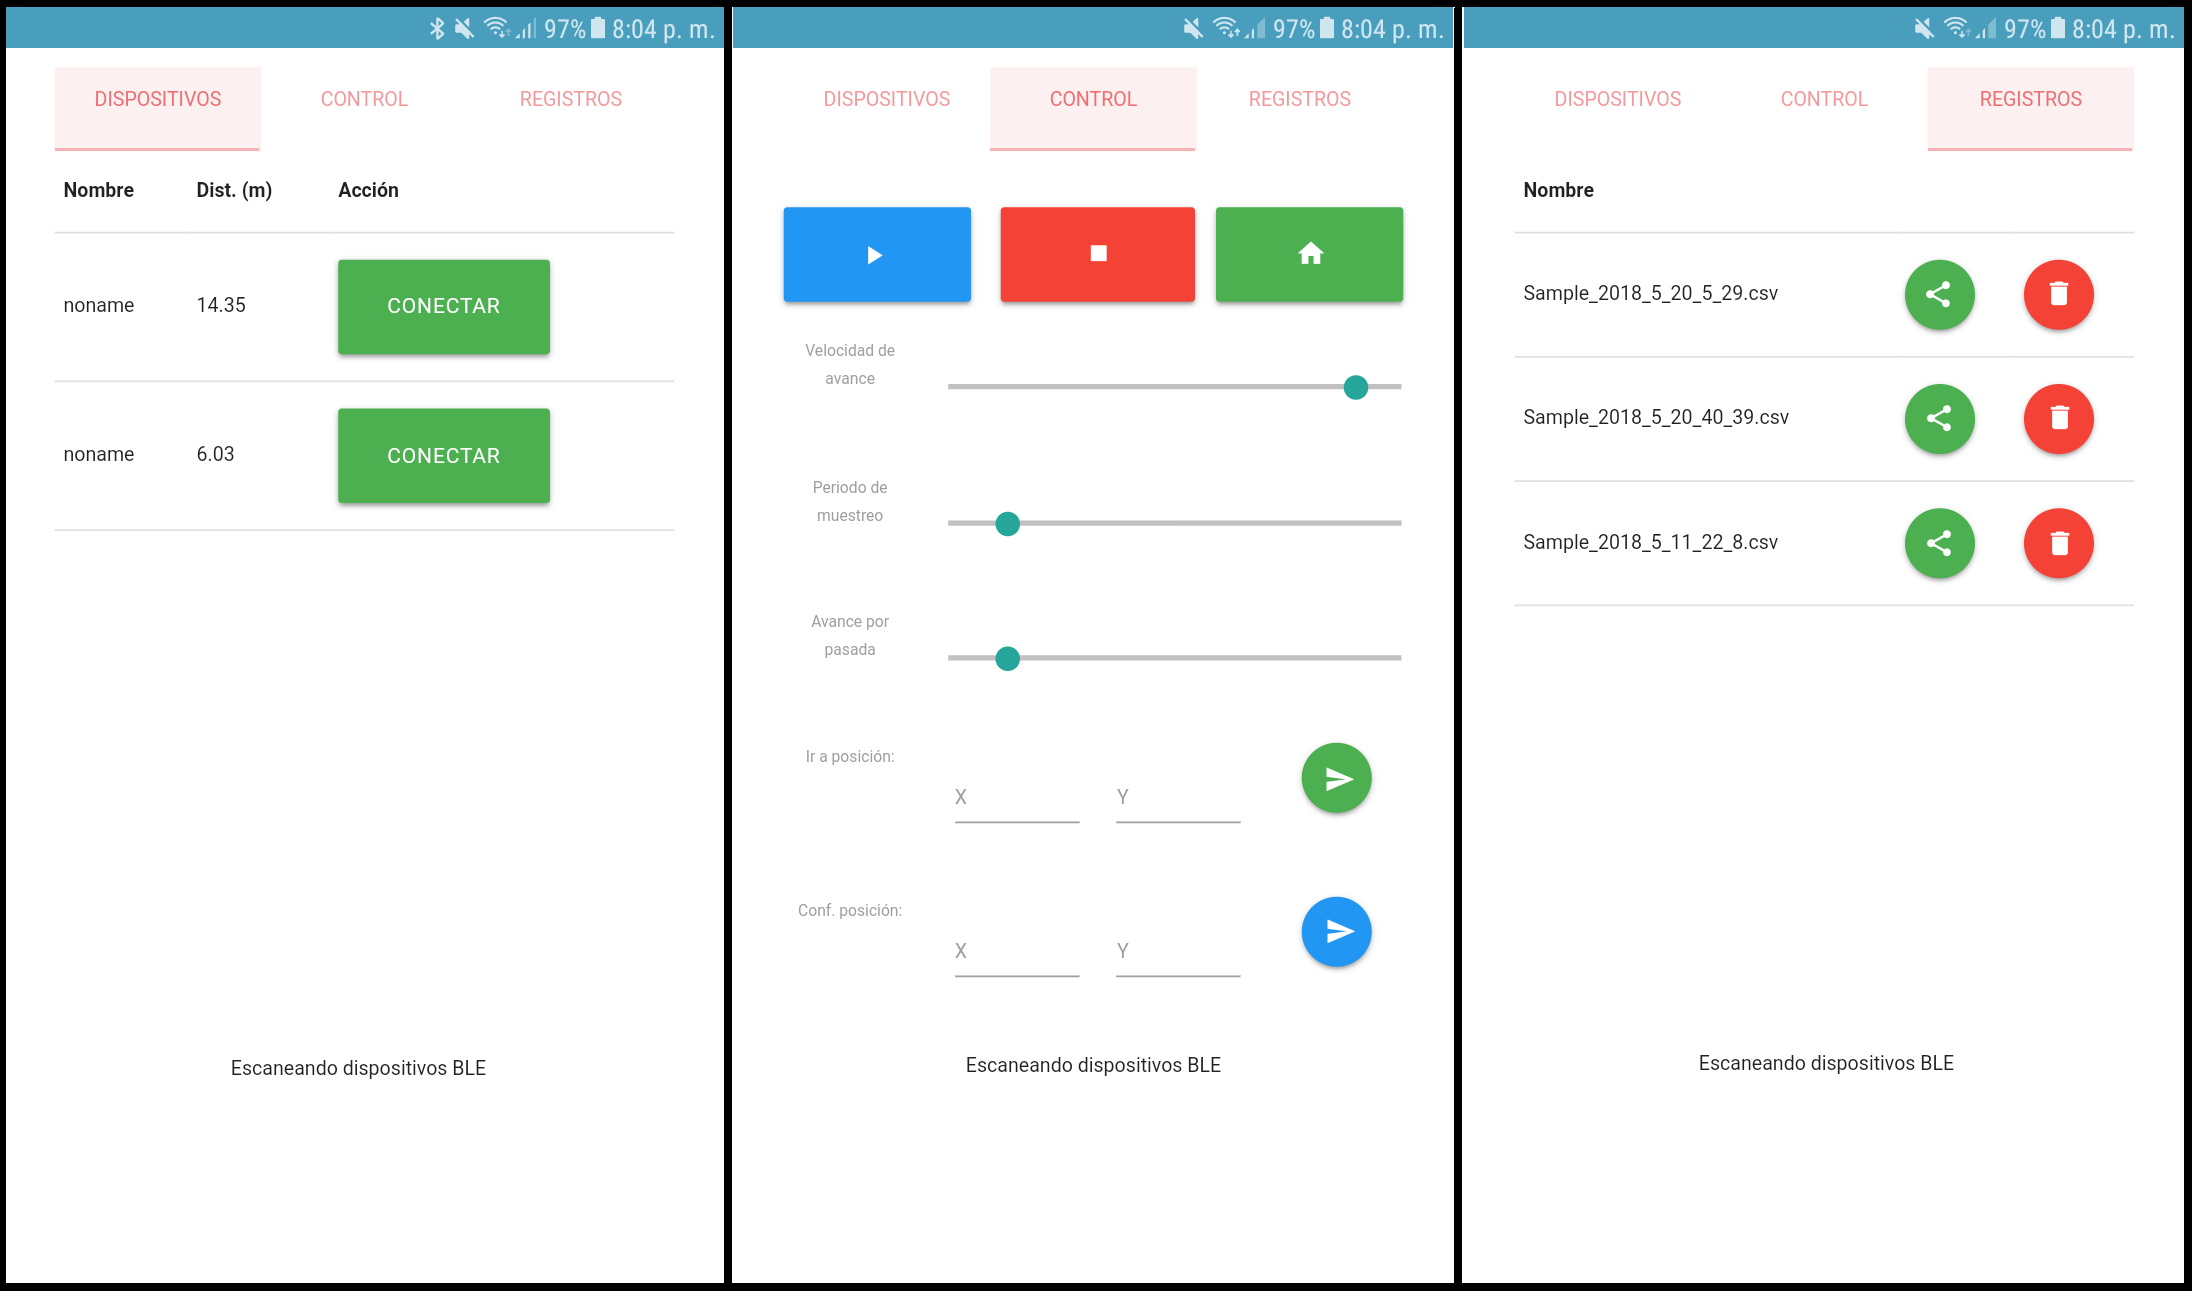 97% 8:04 p. m.
DISPOSITIVOS CONTROL REGISTROS
Nombre Dist. (m) Acción
noname 14.35 CONECTAR
noname 6.03 CONECTAR
Escaneando dispositivos BLE
97% 8:04 p. m.
DISPOSITIVOS CONTROL REGISTROS
Velocidad de
avance
Periodo de
muestreo
Avance por
pasada
Ir a posición:
X Y
Conf. posición:
X Y
Escaneando dispositivos BLE
97% 8:04 p. m.
DISPOSITIVOS CONTROL REGISTROS
Nombre
Sample_2018_5_20_5_29.csv
Sample_2018_5_20_40_39.csv
Sample_2018_5_11_22_8.csv
Escaneando dispositivos BLE